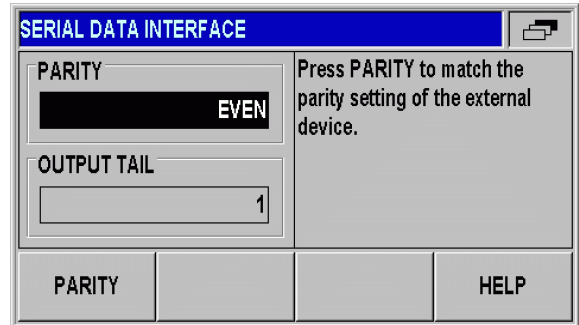 SERIAL DATA INTERFACE
PARITY
EVEN
OUTPUT TAIL
1
Press PARITY to match the
parity setting of the external
device.
PARITY
HELP